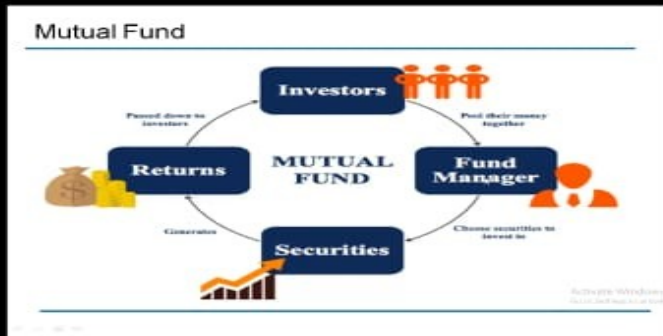 Mutual Fund
Investors
Passed down to
investors
Pool their money
together
Returns
MUTUAL
FUND
Fund
Manager
Generates
Choose securities to
invest in
Securities
Activate Windows